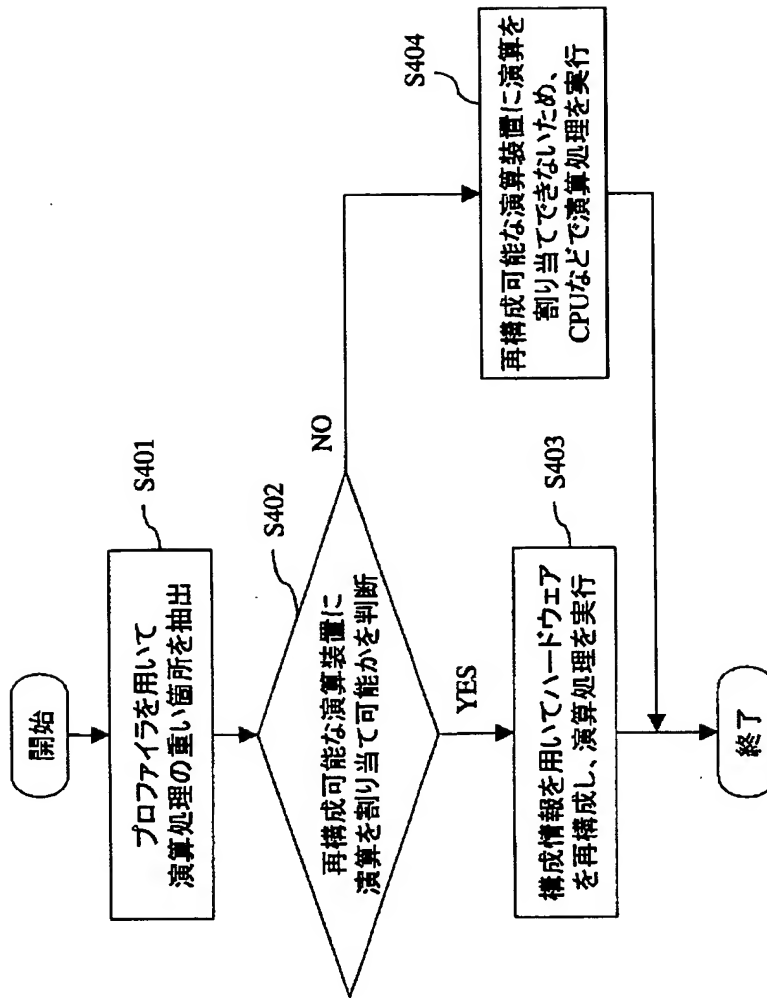 開始
S401
プロファイラを用いて
演算処理の重い箇所を抽出
S402
再構成可能な演算装置に
演算を割り当て可能かを判断
NO
YES
S403
構成情報を用いてハードウェア
を再構成し、演算処理を実行
S404
再構成可能な演算装置に演算を
割り当てできないため、
CPUなどで演算処理を実行
終了